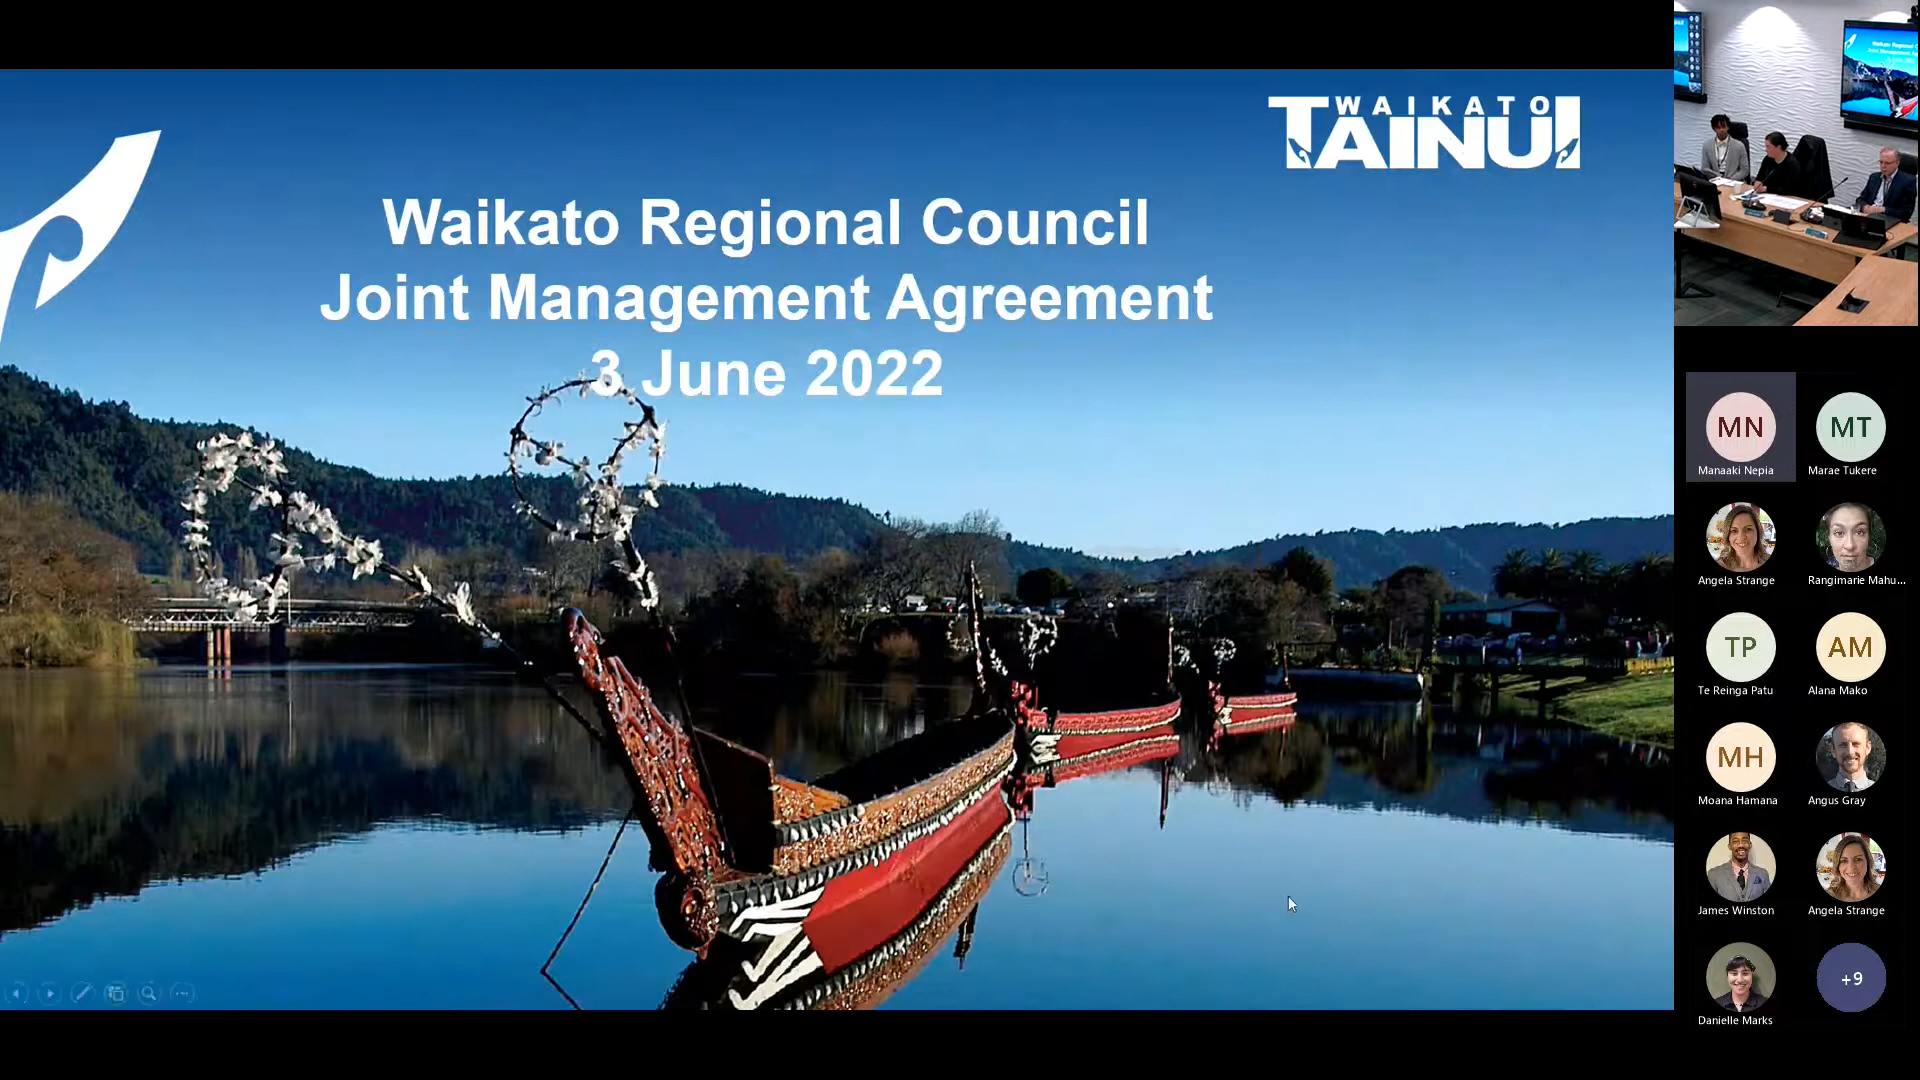 WAIKATO
TAINUI
Waikato Regional Council
Joint Management Agreement
3 June 2022
MN
Manaaki Nepia
MT
Marae Tukere
Angela Strange
Rangimarie Mahu...
TP
Te Reinga Patu
AM
Alana Mako
MH
Moana Hamana
Angus Gray
James Winston
Angela Strange
Danielle Marks
+9